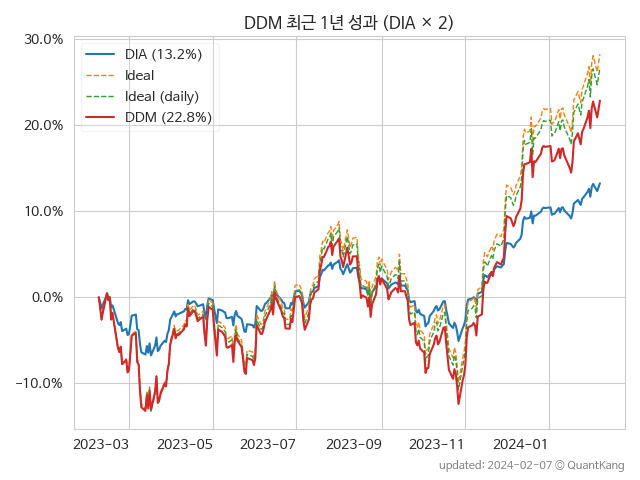 DDM 최근 1년 성과 (DIA × 2)
30.0%
20.0%
10.0%
0.0%
−10.0%
DIA (13.2%)
Ideal
Ideal (daily)
DDM (22.8%)
2023−03
2023−05
2023−07
2023−09
2023−11
2024−01
updated: 2024-02-07 © QuantKang